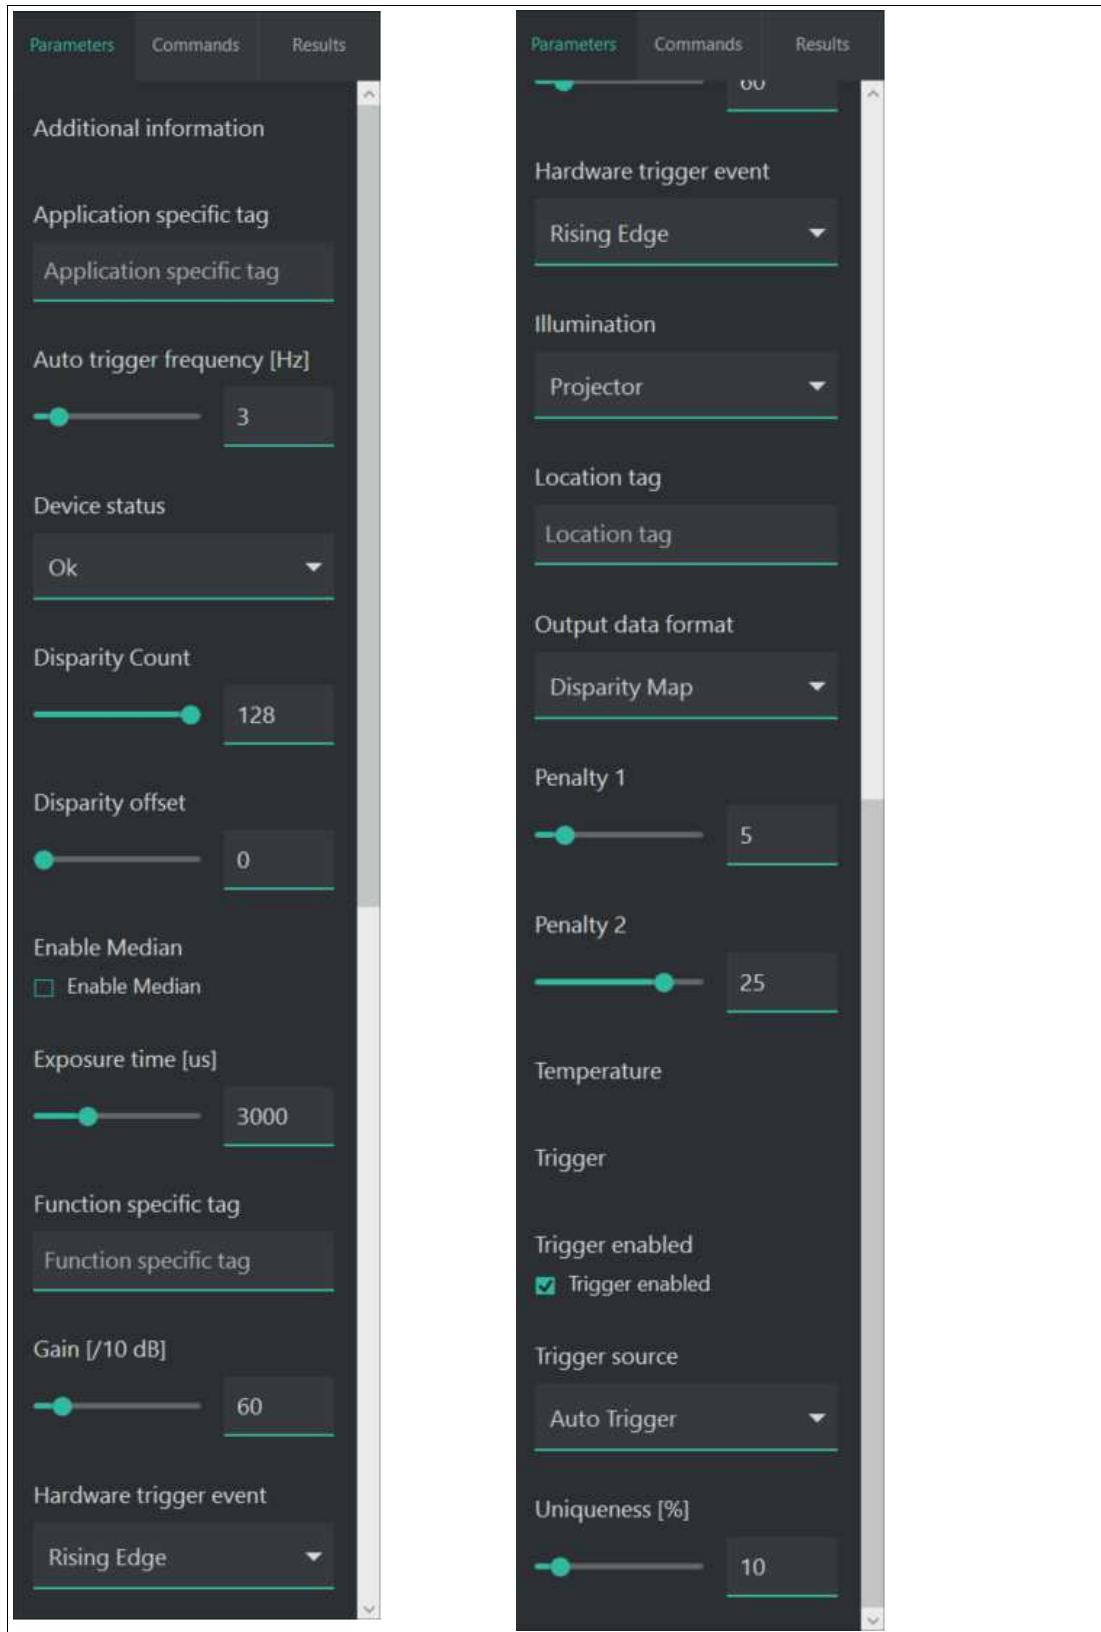 Parameters Commands Results
Additional information
Application specific tag
Application specific tag
Auto trigger frequency [Hz]
3
Device status
Ok
Disparity Count
128
Disparity offset
0
Enable Median
Enable Median
Exposure time [us]
3000
Function specific tag
Function specific tag
Gain [/10 dB]
60
Hardware trigger event
Rising Edge
Parameters Commands Results
60
Hardware trigger event
Rising Edge
Illumination
Projector
Location tag
Location tag
Output data format
Disparity Map
Penalty 1
5
Penalty 2
25
Temperature
Trigger
Trigger enabled
Trigger enabled
Trigger source
Auto Trigger
Uniqueness [%]
10